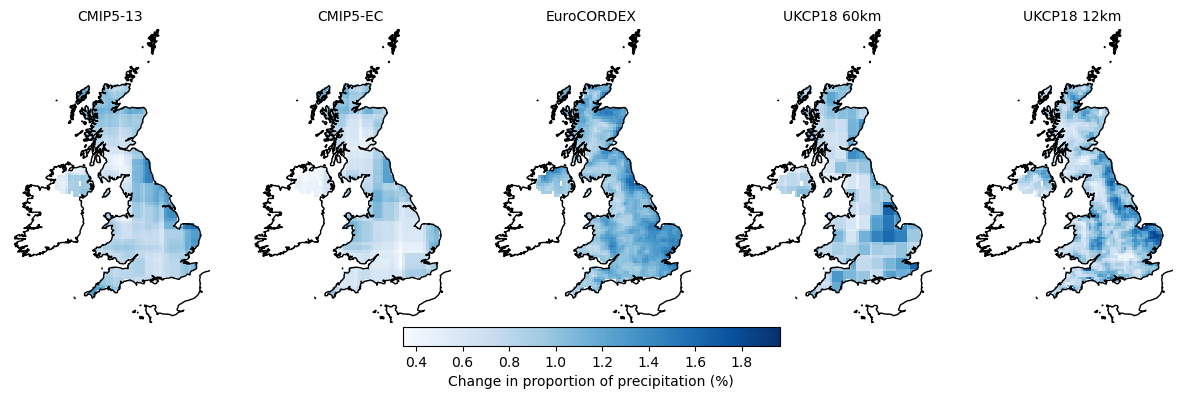 CMIP5-13 CMIP5-EC EuroCORDEX UKCP18 60km UKCP18 12km
0.4 0.6 0.8 1.0 1.2 1.4 1.6 1.8
Change in proportion of precipitation (%)